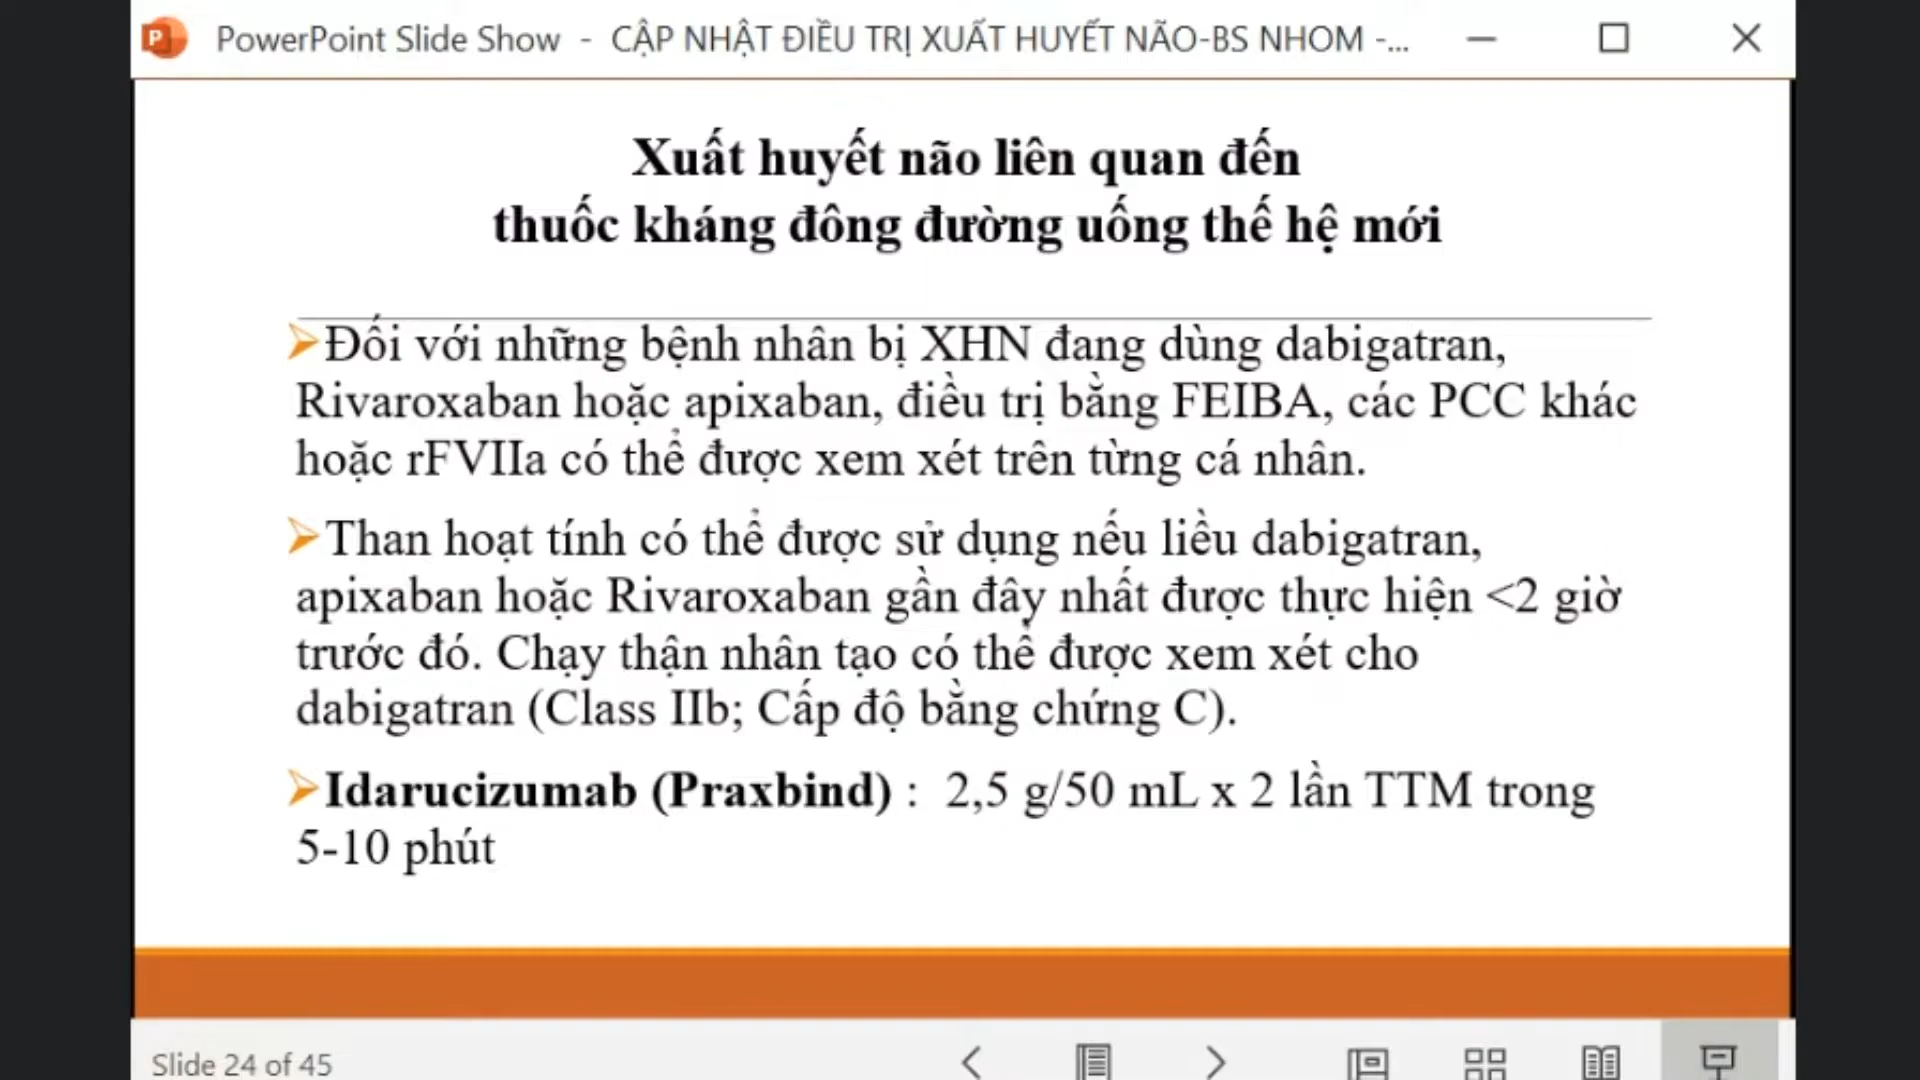 PowerPoint Slide Show - CẬP NHẬT ĐIỀU TRỊ XUẤT HUYẾT NÃO-BS NHOM -...
Xuất huyết não liên quan đến
thuốc kháng đông đường uống thế hệ mới
Đối với những bệnh nhân bị XHN đang dùng dabigatran,
Rivaroxaban hoặc apixaban, điều trị bằng FEIBA, các PCC khác
hoặc rFVIIa có thể được xem xét trên từng cá nhân.
Than hoạt tính có thể được sử dụng nếu liều dabigatran,
apixaban hoặc Rivaroxaban gần đây nhất được thực hiện <2 giờ
trước đó. Chạy thận nhân tạo có thể được xem xét cho
dabigatran (Class IIb; Cấp độ bằng chứng C).
Idarucizumab (Praxbind) : 2,5 g/50 mL x 2 lần TTM trong
5-10 phút
Slide 24 of 45